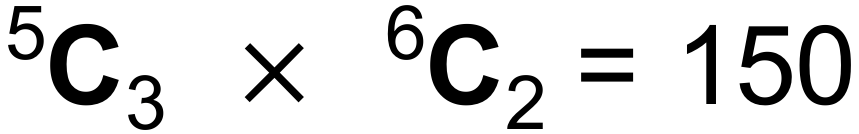 ⁵C₃ × ⁶C₂ = 150